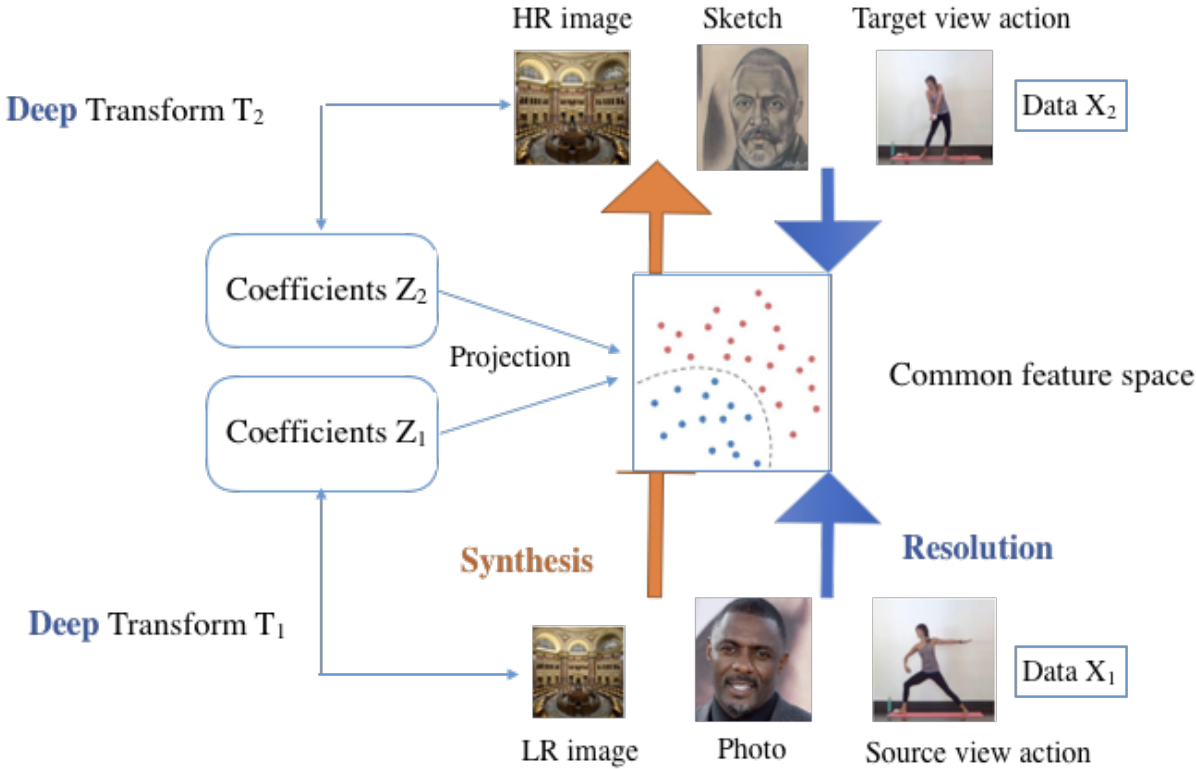 HR image
Sketch
Target view action
Deep Transform T₂
Data X₂
Coefficients Z₂
Projection
Common feature space
Coefficients Z₁
Synthesis
Resolution
Deep Transform T₁
Data X₁
LR image
Photo
Source view action